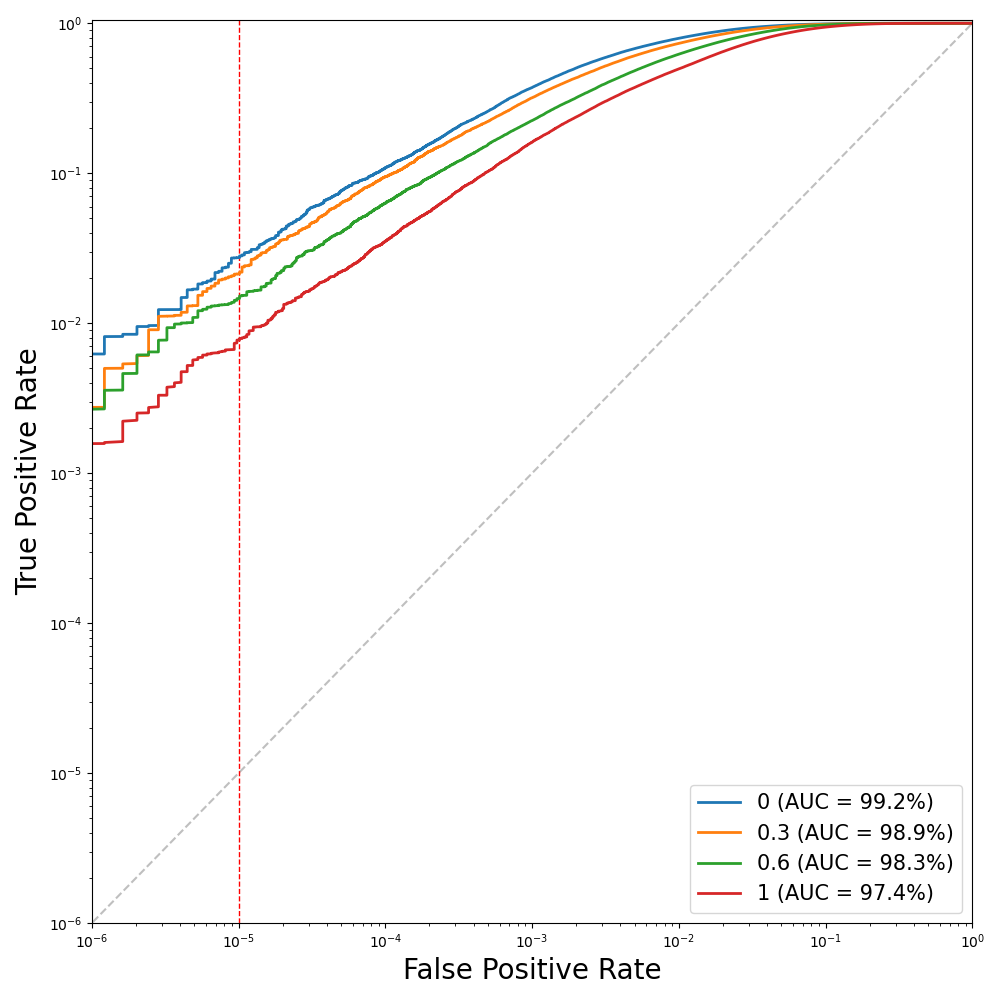 True Positive Rate
10⁰
10⁻¹
10⁻²
10⁻³
10⁻⁴
10⁻⁵
10⁻⁶
0 (AUC = 99.2%)
0.3 (AUC = 98.9%)
0.6 (AUC = 98.3%)
1 (AUC = 97.4%)
10⁻⁶ 10⁻⁵ 10⁻⁴ 10⁻³ 10⁻² 10⁻¹ 10⁰
False Positive Rate